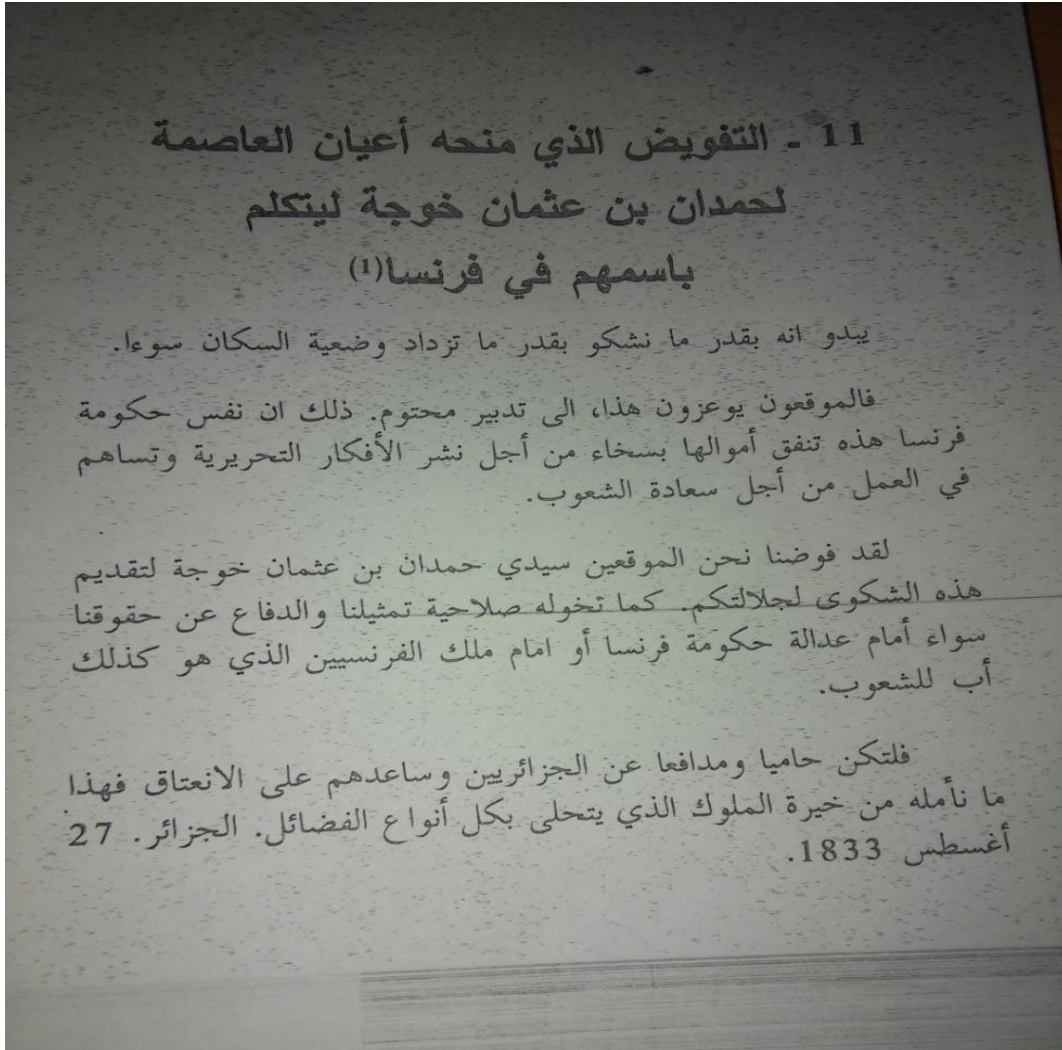 11 ـ التفويض الذي منحه أعيان العاصمة
لحمدان بن عثمان خوجة ليتكلم
باسمهم في فرنسا(1)
يبدو انه بقدر ما نشكو بقدر ما تزداد وضعية السكان سوءا.
فالموقعون يوعزون هذا، الى تدبير محتوم. ذلك ان نفس حكومة
فرنسا هذه تنفق أموالها بسخاء من أجل نشر الأفكار التحريرية وتساهم
في العمل من أجل سعادة الشعوب.
لقد فوضنا نحن الموقعين سيدي حمدان بن عثمان خوجة لتقديم
هذه الشكوى لجلالتكم. كما تخوله صلاحية تمثيلنا والدفاع عن حقوقنا
سواء أمام عدالة حكومة فرنسا أو امام ملك الفرنسيين الذي هو كذلك
أب للشعوب.
فلتكن حاميا ومدافعا عن الجزائريين وساعدهم على الانعتاق فهذا
ما نأمله من خيرة الملوك الذي يتحلى بكل أنواع الفضائل. الجزائر. 27
أغسطس 1833.